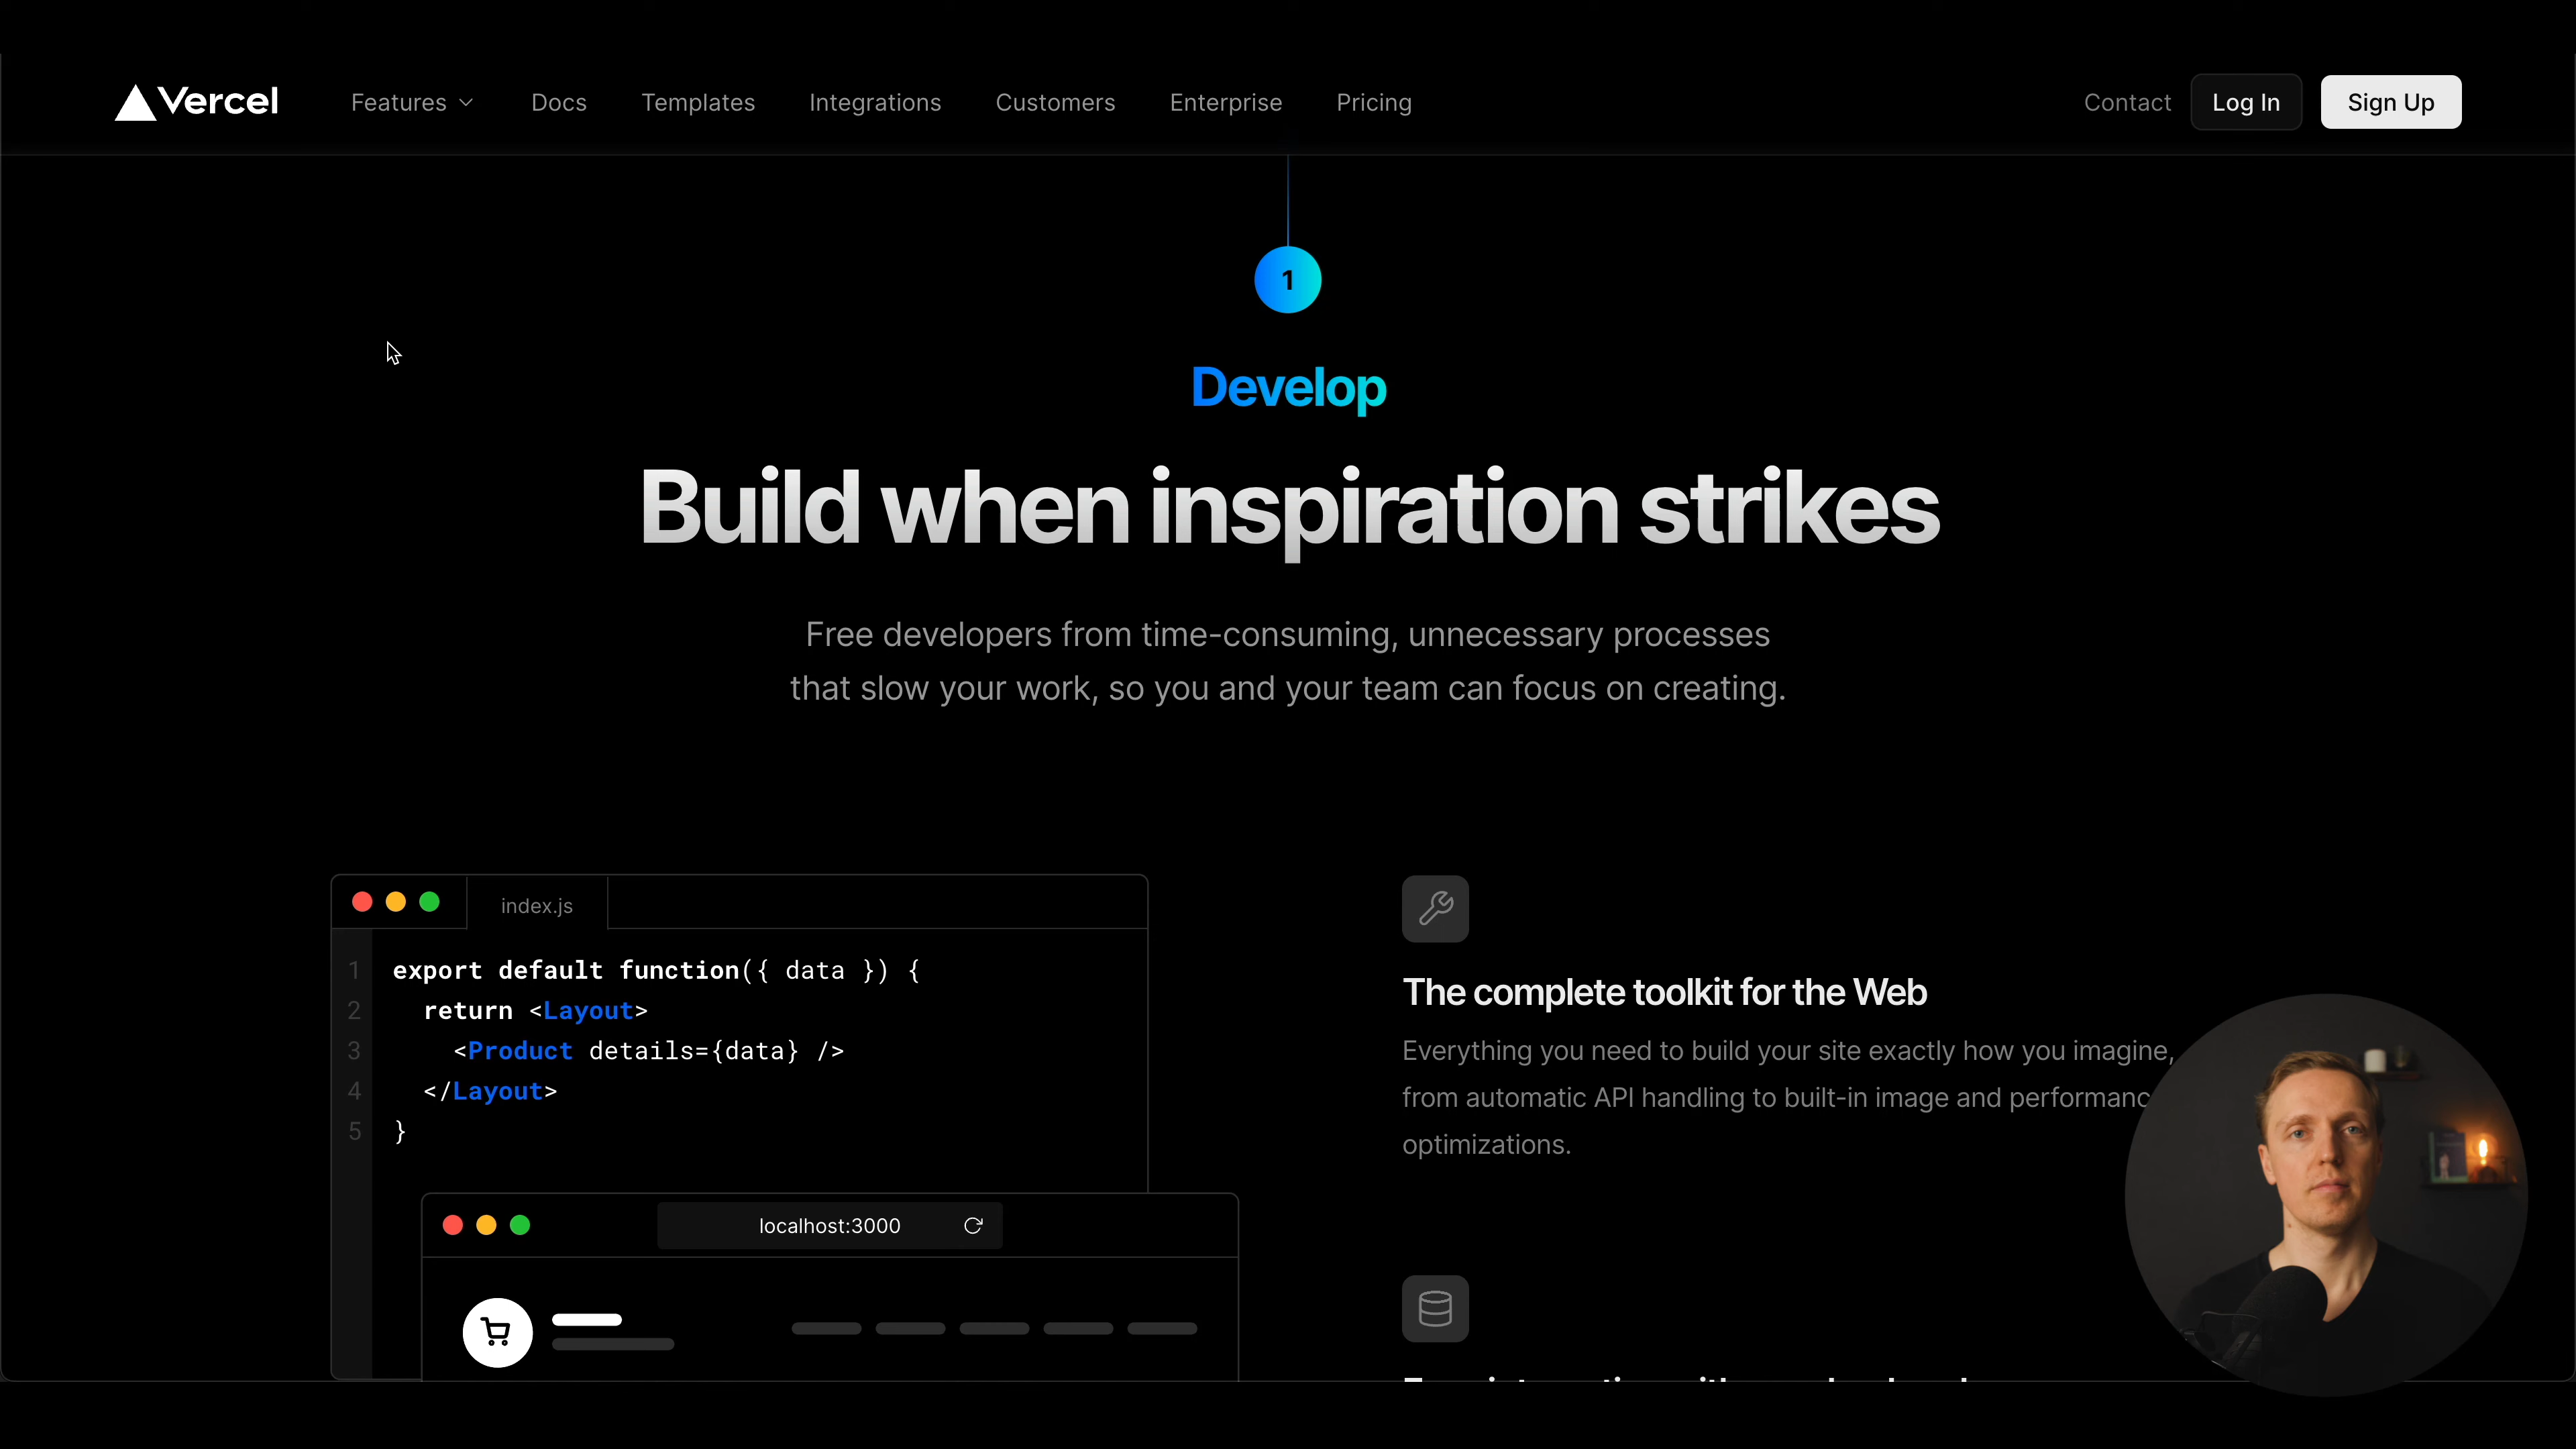 Vercel
Features
Docs
Templates
Integrations
Customers
Enterprise
Pricing
Contact
Log In
Sign Up
1
Develop
Build when inspiration strikes
Free developers from time-consuming, unnecessary processes
that slow your work, so you and your team can focus on creating.
index.js
1 export default function({ data }) {
2 return <Layout>
3 <Product details={data} />
4 </Layout>
5 }
localhost:3000
The complete toolkit for the Web
Everything you need to build your site exactly how you imagine,
from automatic API handling to built-in image and performanc
optimizations.